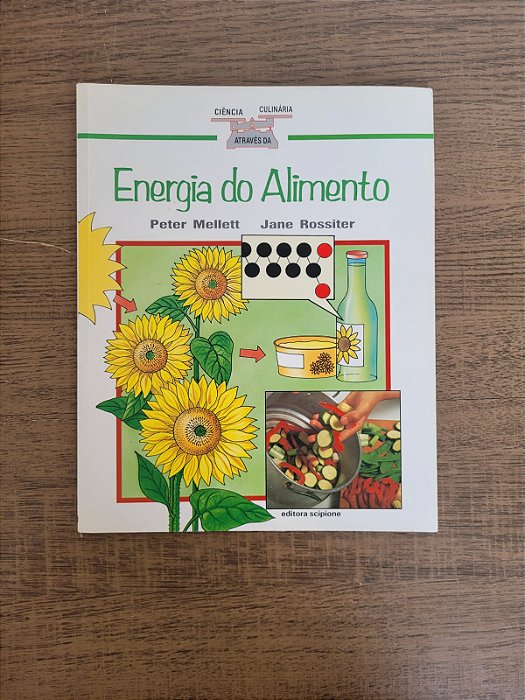 CIÊNCIA CULINÁRIA
ATRAVÉS DA
Energia do Alimento
Peter Mellett Jane Rossiter
editora scipione